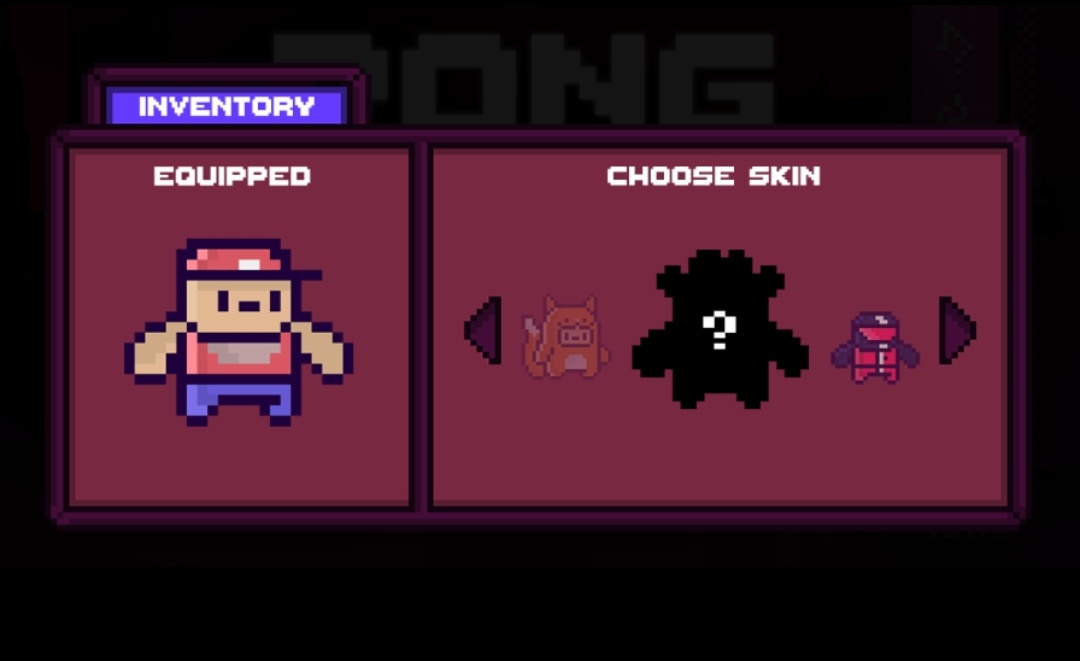 PONG
INVENTORY
EQUIPPED
CHOOSE SKIN
?